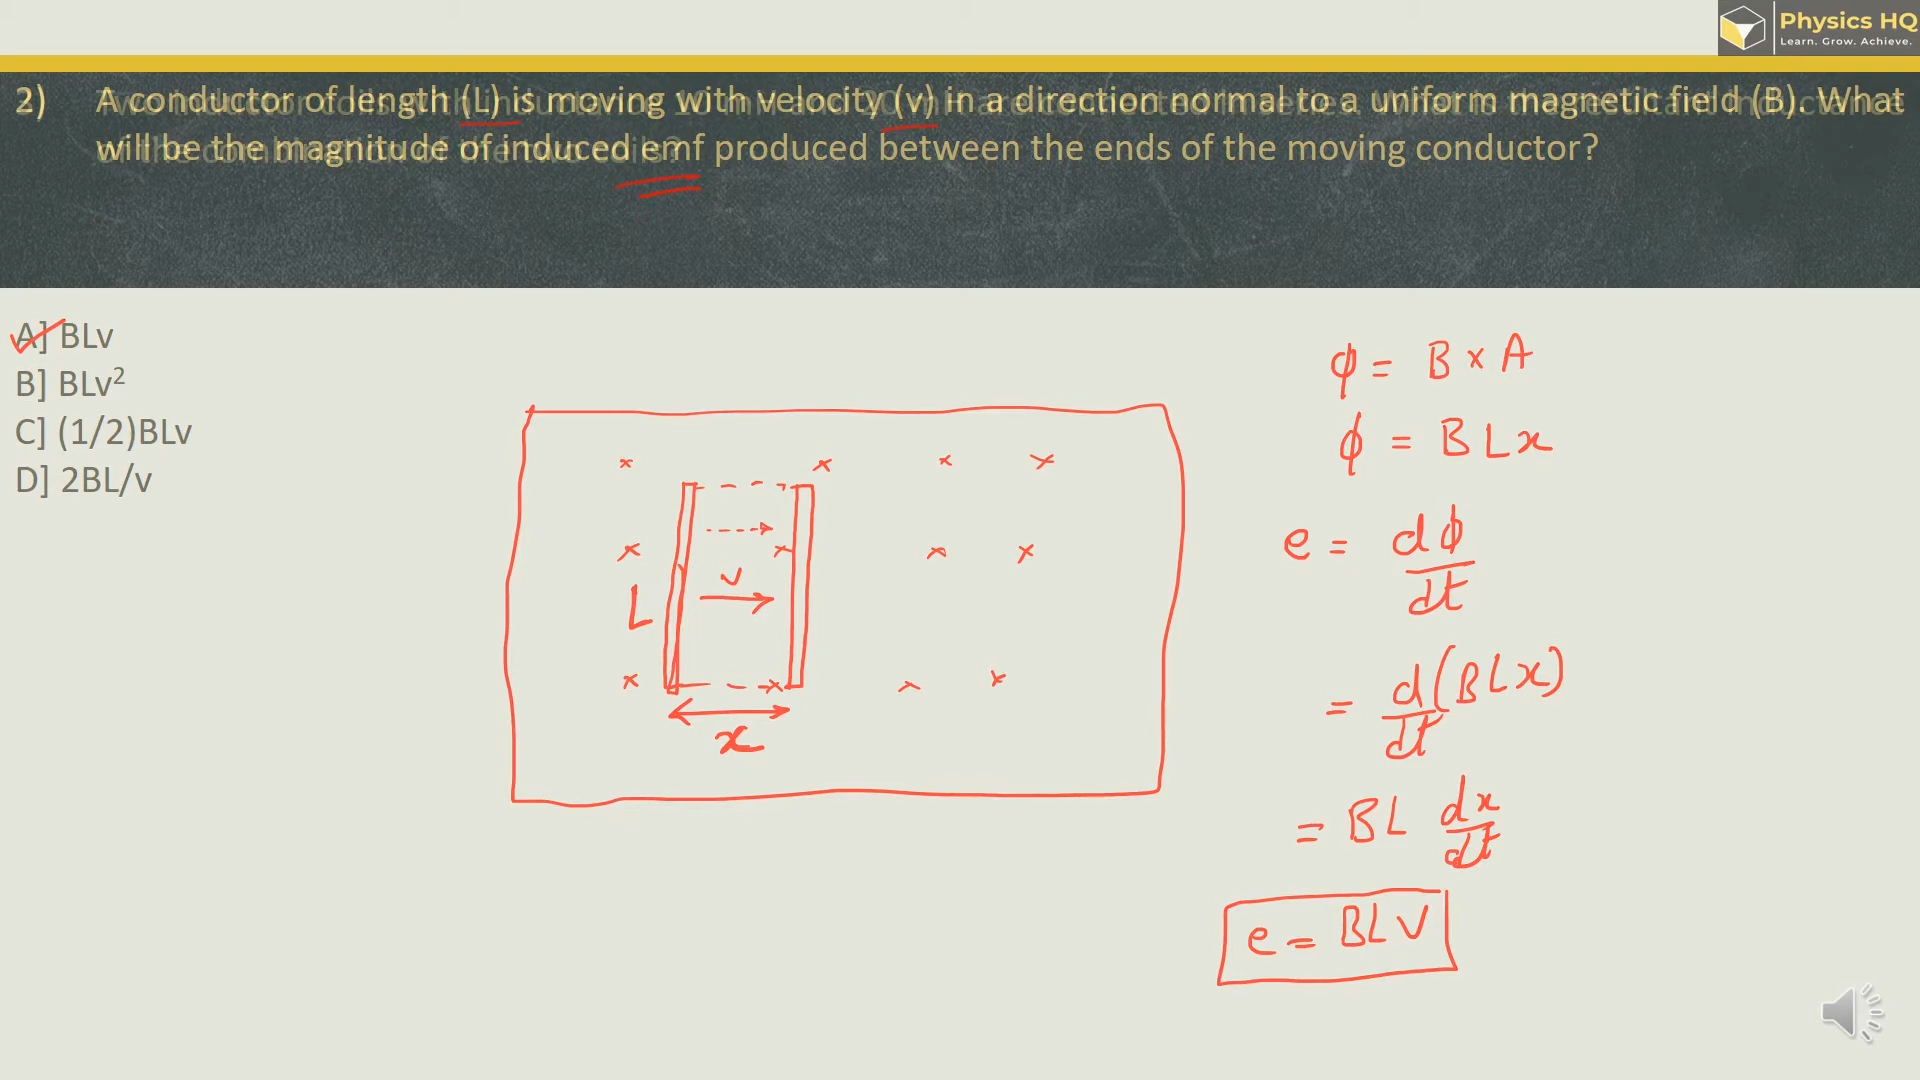 Physics HQ
Learn. Grow. Achieve.
2) A conductor of length (L) is moving with velocity (v) in a direction normal to a uniform magnetic field (B). What
will be the magnitude of induced emf produced between the ends of the moving conductor?
A] BLv
B] BLv²
C] (1/2)BLv
D] 2BL/v
L
v
x
ϕ = B × A
ϕ = BLx
e = dϕ/dt
= d/dt (BLx)
= BL dx/dt
e = BLV